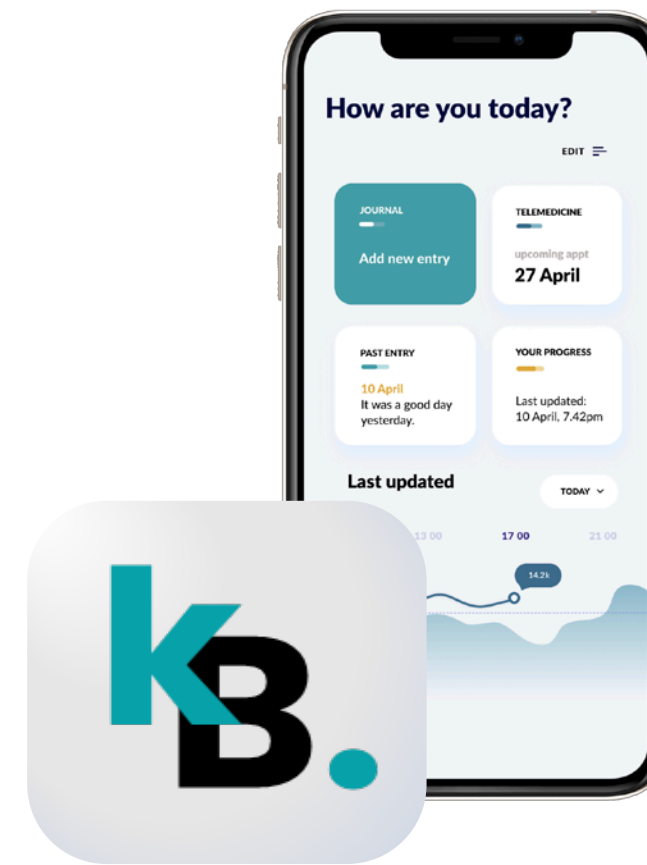 How are you today?
EDIT
JOURNAL
Add new entry
TELEMEDICINE
upcoming appt
27 April
PAST ENTRY
10 April
It was a good day
yesterday.
YOUR PROGRESS
Last updated:
10 April, 7.42pm
Last updated
TODAY
13 00
17 00
21 00
14.2k
kB.